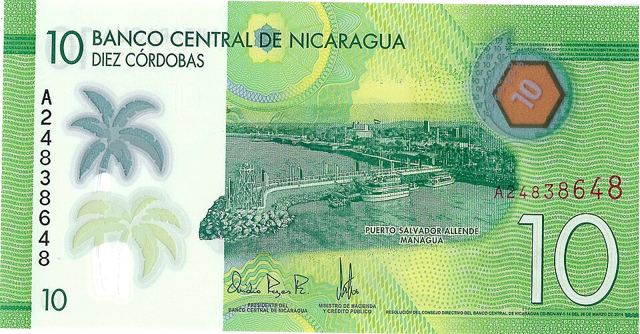 10 BANCO CENTRAL DE NICARAGUA
DIEZ CÓRDOBAS
10
A24838648
A24838648
PUERTO SALVADOR ALLENDE
MANAGUA
10
10
PRESIDENTE DEL
BANCO CENTRAL DE NICARAGUA
MINISTRO DE HACIENDA
Y CRÉDITO PÚBLICO